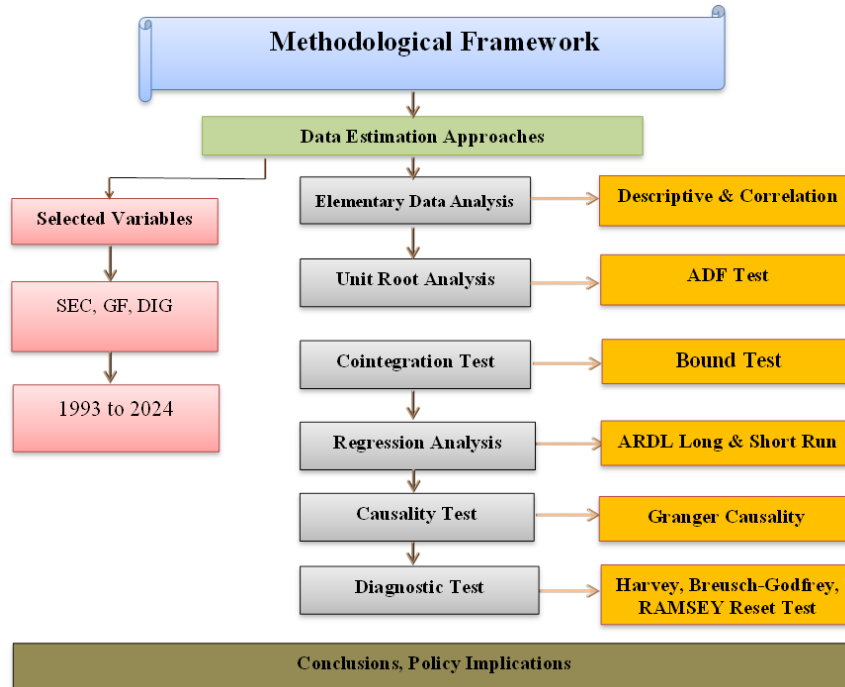 Methodological Framework
Data Estimation Approaches
Selected Variables
SEC, GF, DIG
1993 to 2024
Elementary Data Analysis
Descriptive & Correlation
Unit Root Analysis
ADF Test
Cointegration Test
Bound Test
Regression Analysis
ARDL Long & Short Run
Causality Test
Granger Causality
Diagnostic Test
Harvey, Breusch-Godfrey,
RAMSEY Reset Test
Conclusions, Policy Implications